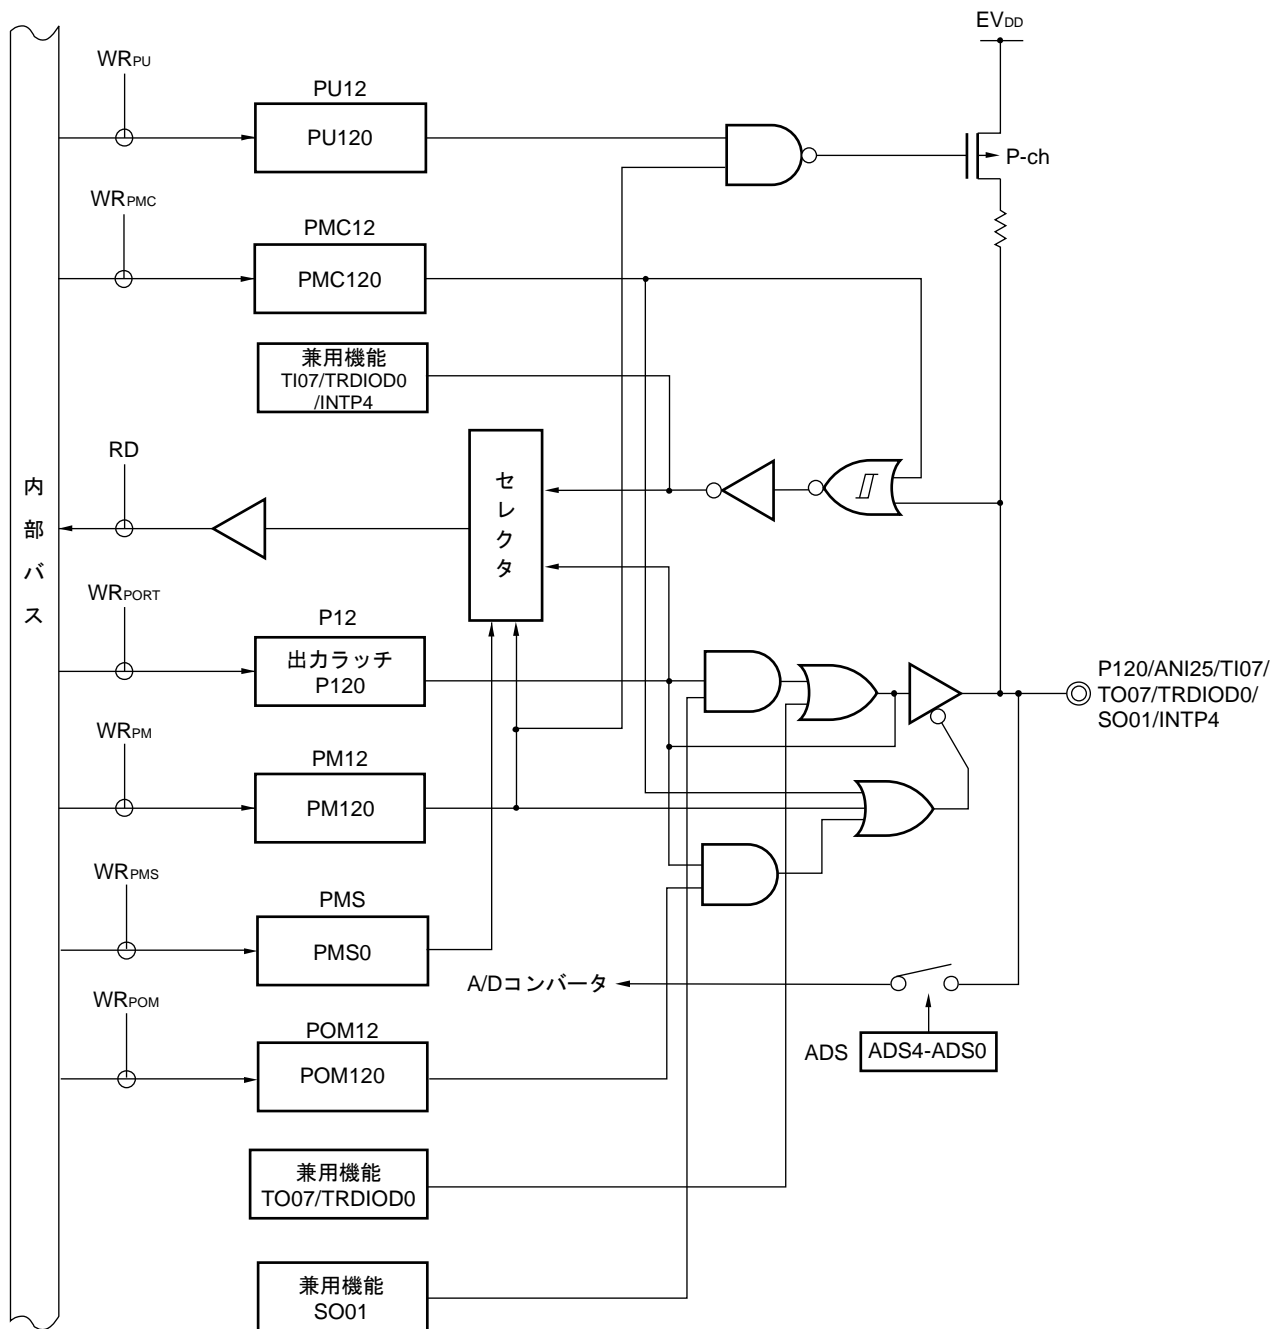 EVDD
WRPU
PU12
PU120
P-ch
WRPMC
PMC12
PMC120
兼用機能
TI07/TRDIOD0
/INTP4
RD
セレクタ
内部バス
WRPORT
P12
出力ラッチ
P120
P120/ANI25/TI07/
TO07/TRDIOD0/
SO01/INTP4
WRPM
PM12
PM120
WRPMS
PMS
PMS0
A/Dコンバータ
WRPOM
POM12
POM120
ADS
ADS4-ADS0
兼用機能
TO07/TRDIOD0
兼用機能
SO01